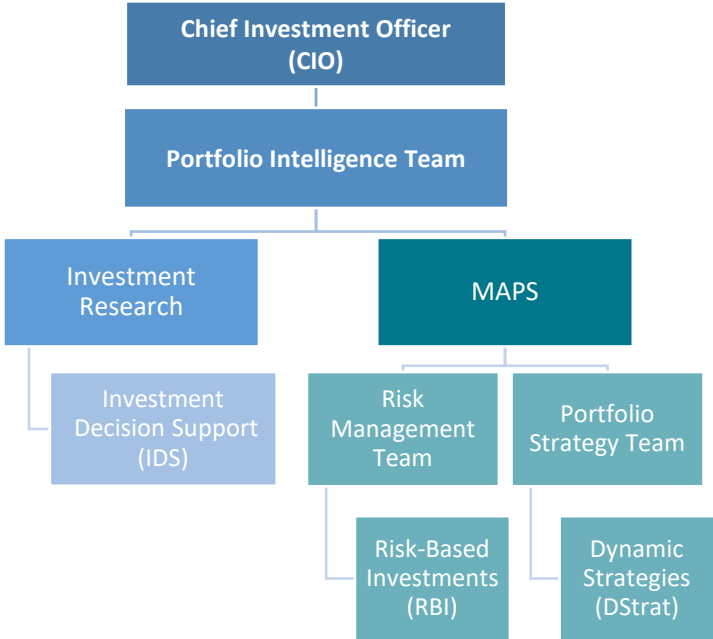 Chief Investment Officer
(CIO)
Portfolio Intelligence Team
Investment
Research
MAPS
Investment
Decision Support
(IDS)
Risk
Management
Team
Portfolio
Strategy Team
Risk-Based
Investments
(RBI)
Dynamic
Strategies
(DStrat)